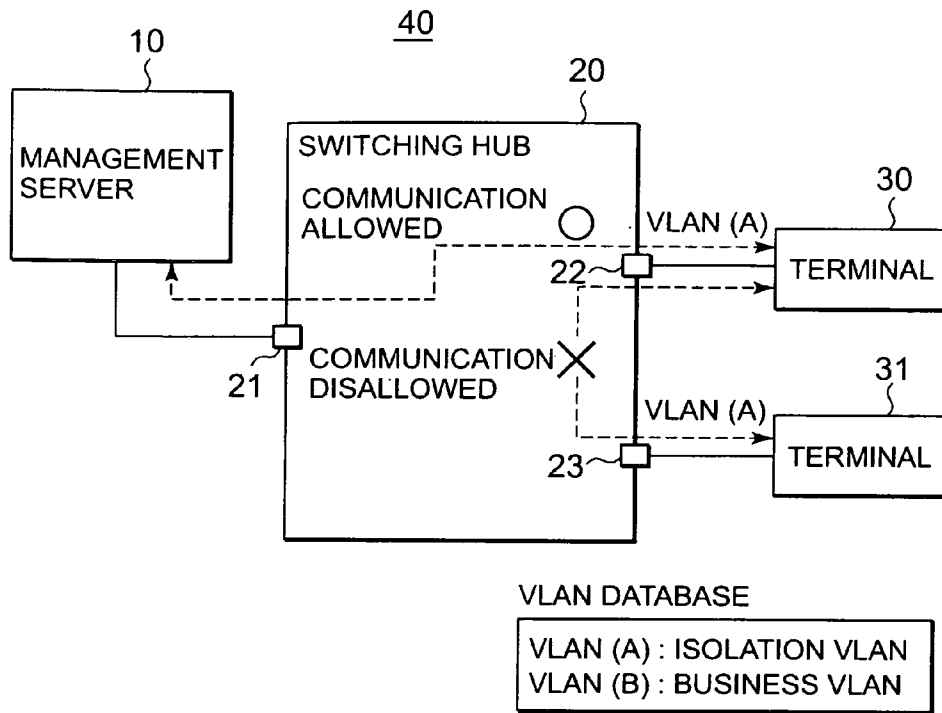 40
10
20
MANAGEMENT
SERVER
SWITCHING HUB
COMMUNICATION
ALLOWED
VLAN (A)
30
TERMINAL
22
21
COMMUNICATION
DISALLOWED
VLAN (A)
31
TERMINAL
23
VLAN DATABASE
VLAN (A) : ISOLATION VLAN
VLAN (B) : BUSINESS VLAN